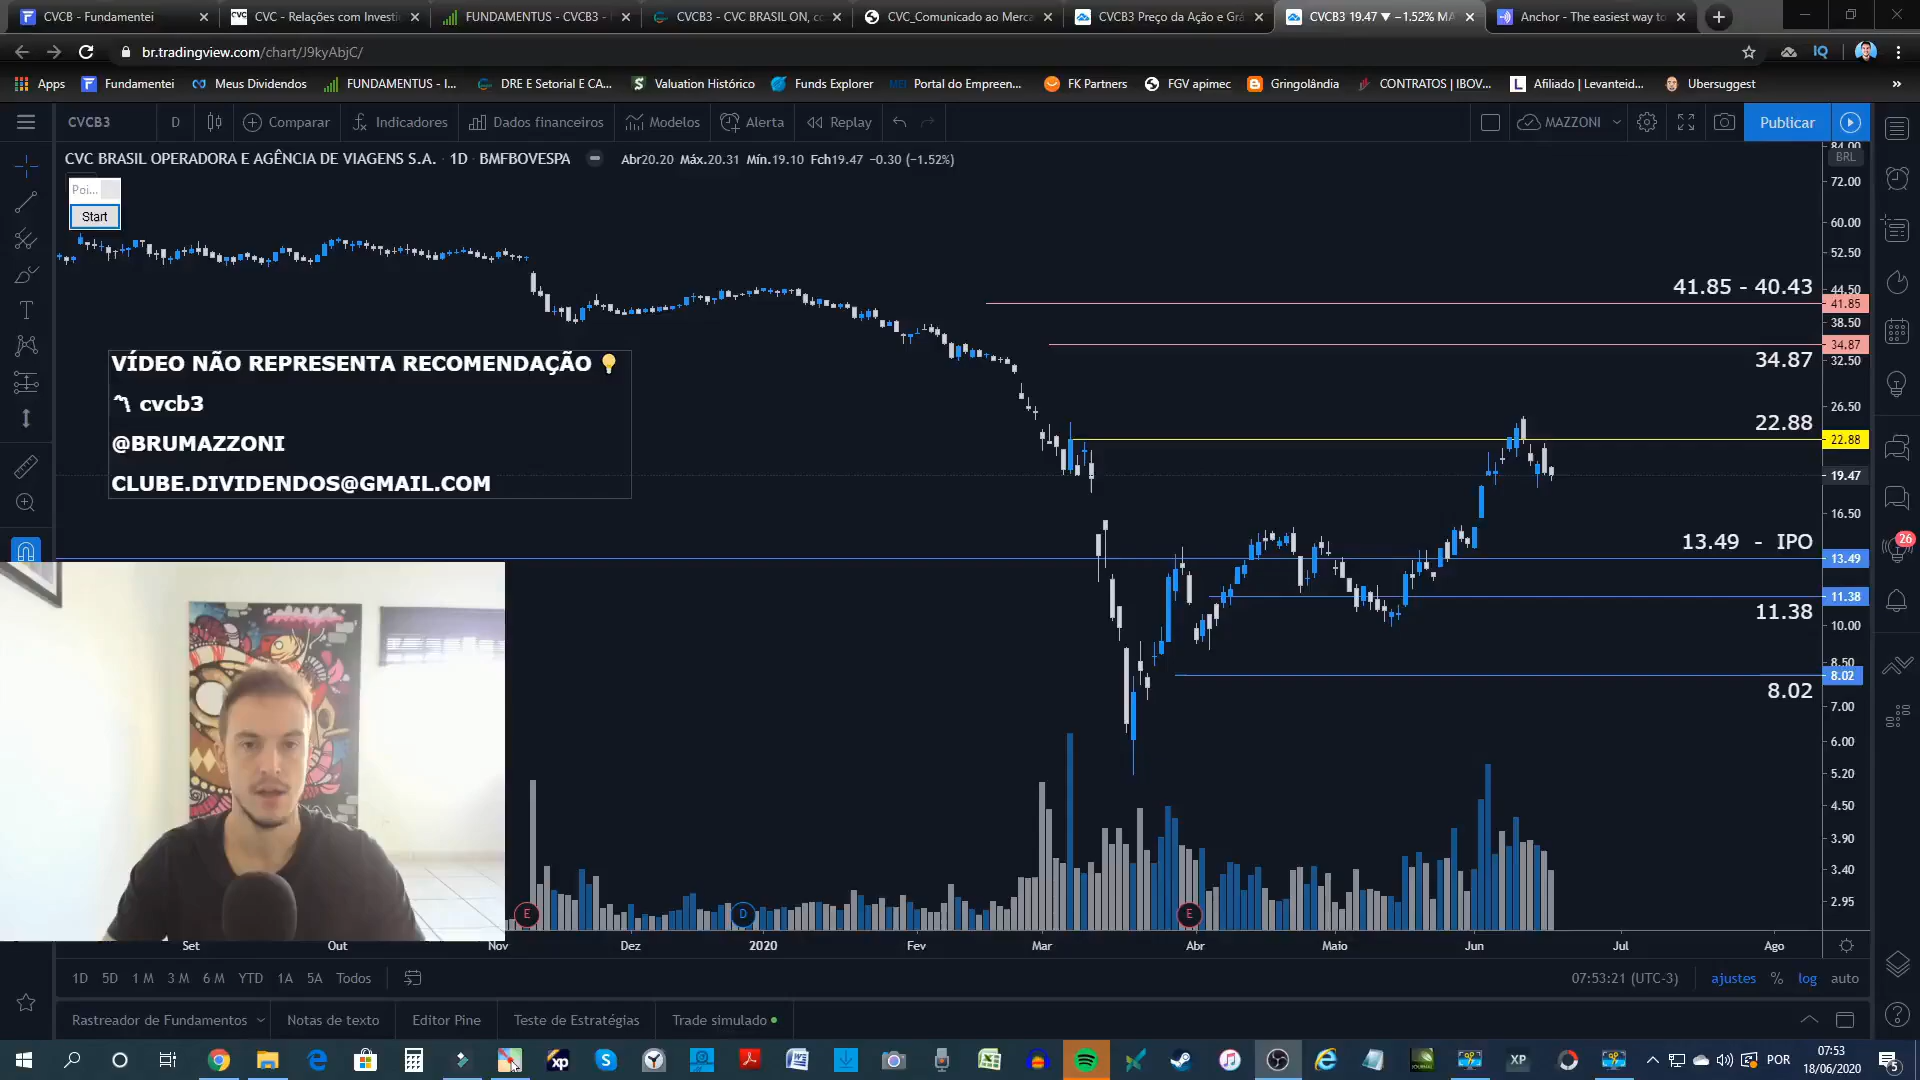 CVCB - Fundamentei
CVC - Relações com Investi
FUNDAMENTUS - CVCB3 -
CVCB3 - CVC BRASIL ON, co
CVC_Comunicado ao Merca
CVCB3 Preço da Ação e Grá
CVCB3 19.47 ▼ −1.52% MA
Anchor - The easiest way to
br.tradingview.com/chart/J9kyAbjC/
IQ
Apps
Fundamentei
Meus Dividendos
FUNDAMENTUS - I...
DRE E Setorial E CA...
Valuation Histórico
Funds Explorer
Portal do Empreen...
FK Partners
FGV apimec
Gringolândia
CONTRATOS | IBOV...
Afiliado | Levanteid...
Ubersuggest
»
CVCB3
D
Comparar
Indicadores
Dados financeiros
Modelos
Alerta
Replay
MAZZONI
Publicar
CVC BRASIL OPERADORA E AGÊNCIA DE VIAGENS S.A. · 1D · BMFBOVESPA
Abr20.20 Máx.20.31 Mín.19.10 Fch19.47 −0.30 (−1.52%)
Poi...
Start
VÍDEO NÃO REPRESENTA RECOMENDAÇÃO
cvcb3
@BRUMAZZONI
CLUBE.DIVIDENDOS@GMAIL.COM
41.85 - 40.43
34.87
22.88
13.49 - IPO
11.38
8.02
84.00
BRL
72.00
60.00
52.50
44.50
41.85
38.50
34.87
32.50
26.50
22.88
19.47
16.50
13.49
11.38
10.00
8.50
8.02
7.00
6.00
5.20
4.50
3.90
3.40
2.95
26
E
D
E
Set
Out
Nov
Dez
2020
Fev
Mar
Abr
Maio
Jun
Jul
Ago
1D
5D
1 M
3 M
6 M
YTD
1A
5A
Todos
07:53:21 (UTC-3)
ajustes
%
log
auto
Rastreador de Fundamentos
Notas de texto
Editor Pine
Teste de Estratégias
Trade simulado
xp
XP
POR
07:53
18/06/2020
5